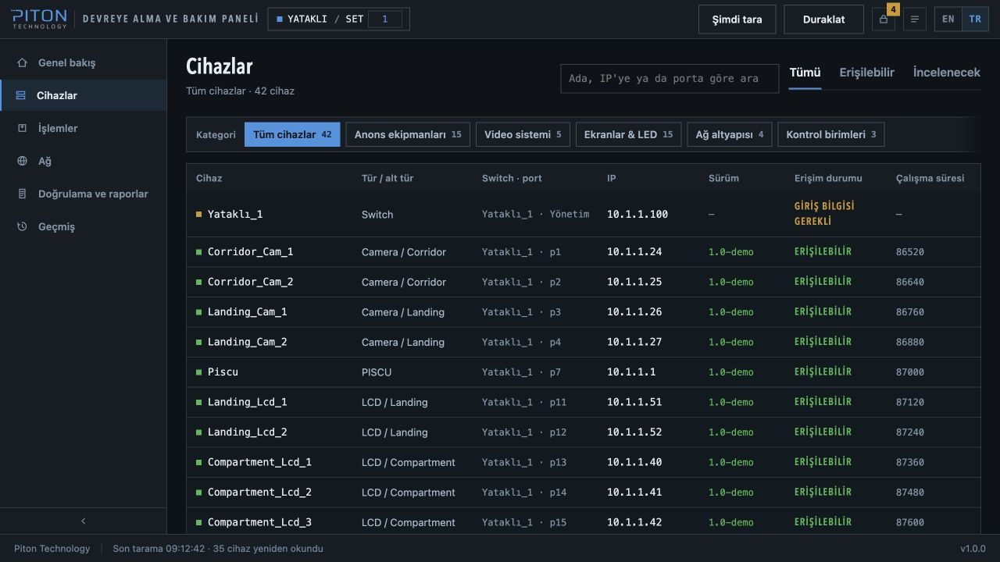 PITON
TECHNOLOGY
DEVREYE ALMA VE BAKIM PANELİ
YATAKLI / SET 1
Şimdi tara
Duraklat
4
EN TR
Genel bakış
Cihazlar
İşlemler
Ağ
Doğrulama ve raporlar
Geçmiş
Cihazlar
Tüm cihazlar · 42 cihaz
Ada, IP'ye ya da porta göre ara
Tümü Erişilebilir İncelenecek
Kategori Tüm cihazlar 42 Anons ekipmanları 15 Video sistemi 5 Ekranlar & LED 15 Ağ altyapısı 4 Kontrol birimleri 3
Cihaz Tür / alt tür Switch · port IP Sürüm Erişim durumu Çalışma süresi
Yataklı_1 Switch Yataklı_1 · Yönetim 10.1.1.100 — GİRİŞ BİLGİSİ GEREKLİ —
Corridor_Cam_1 Camera / Corridor Yataklı_1 · p1 10.1.1.24 1.0-demo ERİŞİLEBİLİR 86520
Corridor_Cam_2 Camera / Corridor Yataklı_1 · p2 10.1.1.25 1.0-demo ERİŞİLEBİLİR 86640
Landing_Cam_1 Camera / Landing Yataklı_1 · p3 10.1.1.26 1.0-demo ERİŞİLEBİLİR 86760
Landing_Cam_2 Camera / Landing Yataklı_1 · p4 10.1.1.27 1.0-demo ERİŞİLEBİLİR 86880
Piscu PISCU Yataklı_1 · p7 10.1.1.1 1.0-demo ERİŞİLEBİLİR 87000
Landing_Lcd_1 LCD / Landing Yataklı_1 · p11 10.1.1.51 1.0-demo ERİŞİLEBİLİR 87120
Landing_Lcd_2 LCD / Landing Yataklı_1 · p12 10.1.1.52 1.0-demo ERİŞİLEBİLİR 87240
Compartment_Lcd_1 LCD / Compartment Yataklı_1 · p13 10.1.1.40 1.0-demo ERİŞİLEBİLİR 87360
Compartment_Lcd_2 LCD / Compartment Yataklı_1 · p14 10.1.1.41 1.0-demo ERİŞİLEBİLİR 87480
Compartment_Lcd_3 LCD / Compartment Yataklı_1 · p15 10.1.1.42 1.0-demo ERİŞİLEBİLİR 87600
Piton Technology Son tarama 09:12:42 · 35 cihaz yeniden okundu v1.0.0